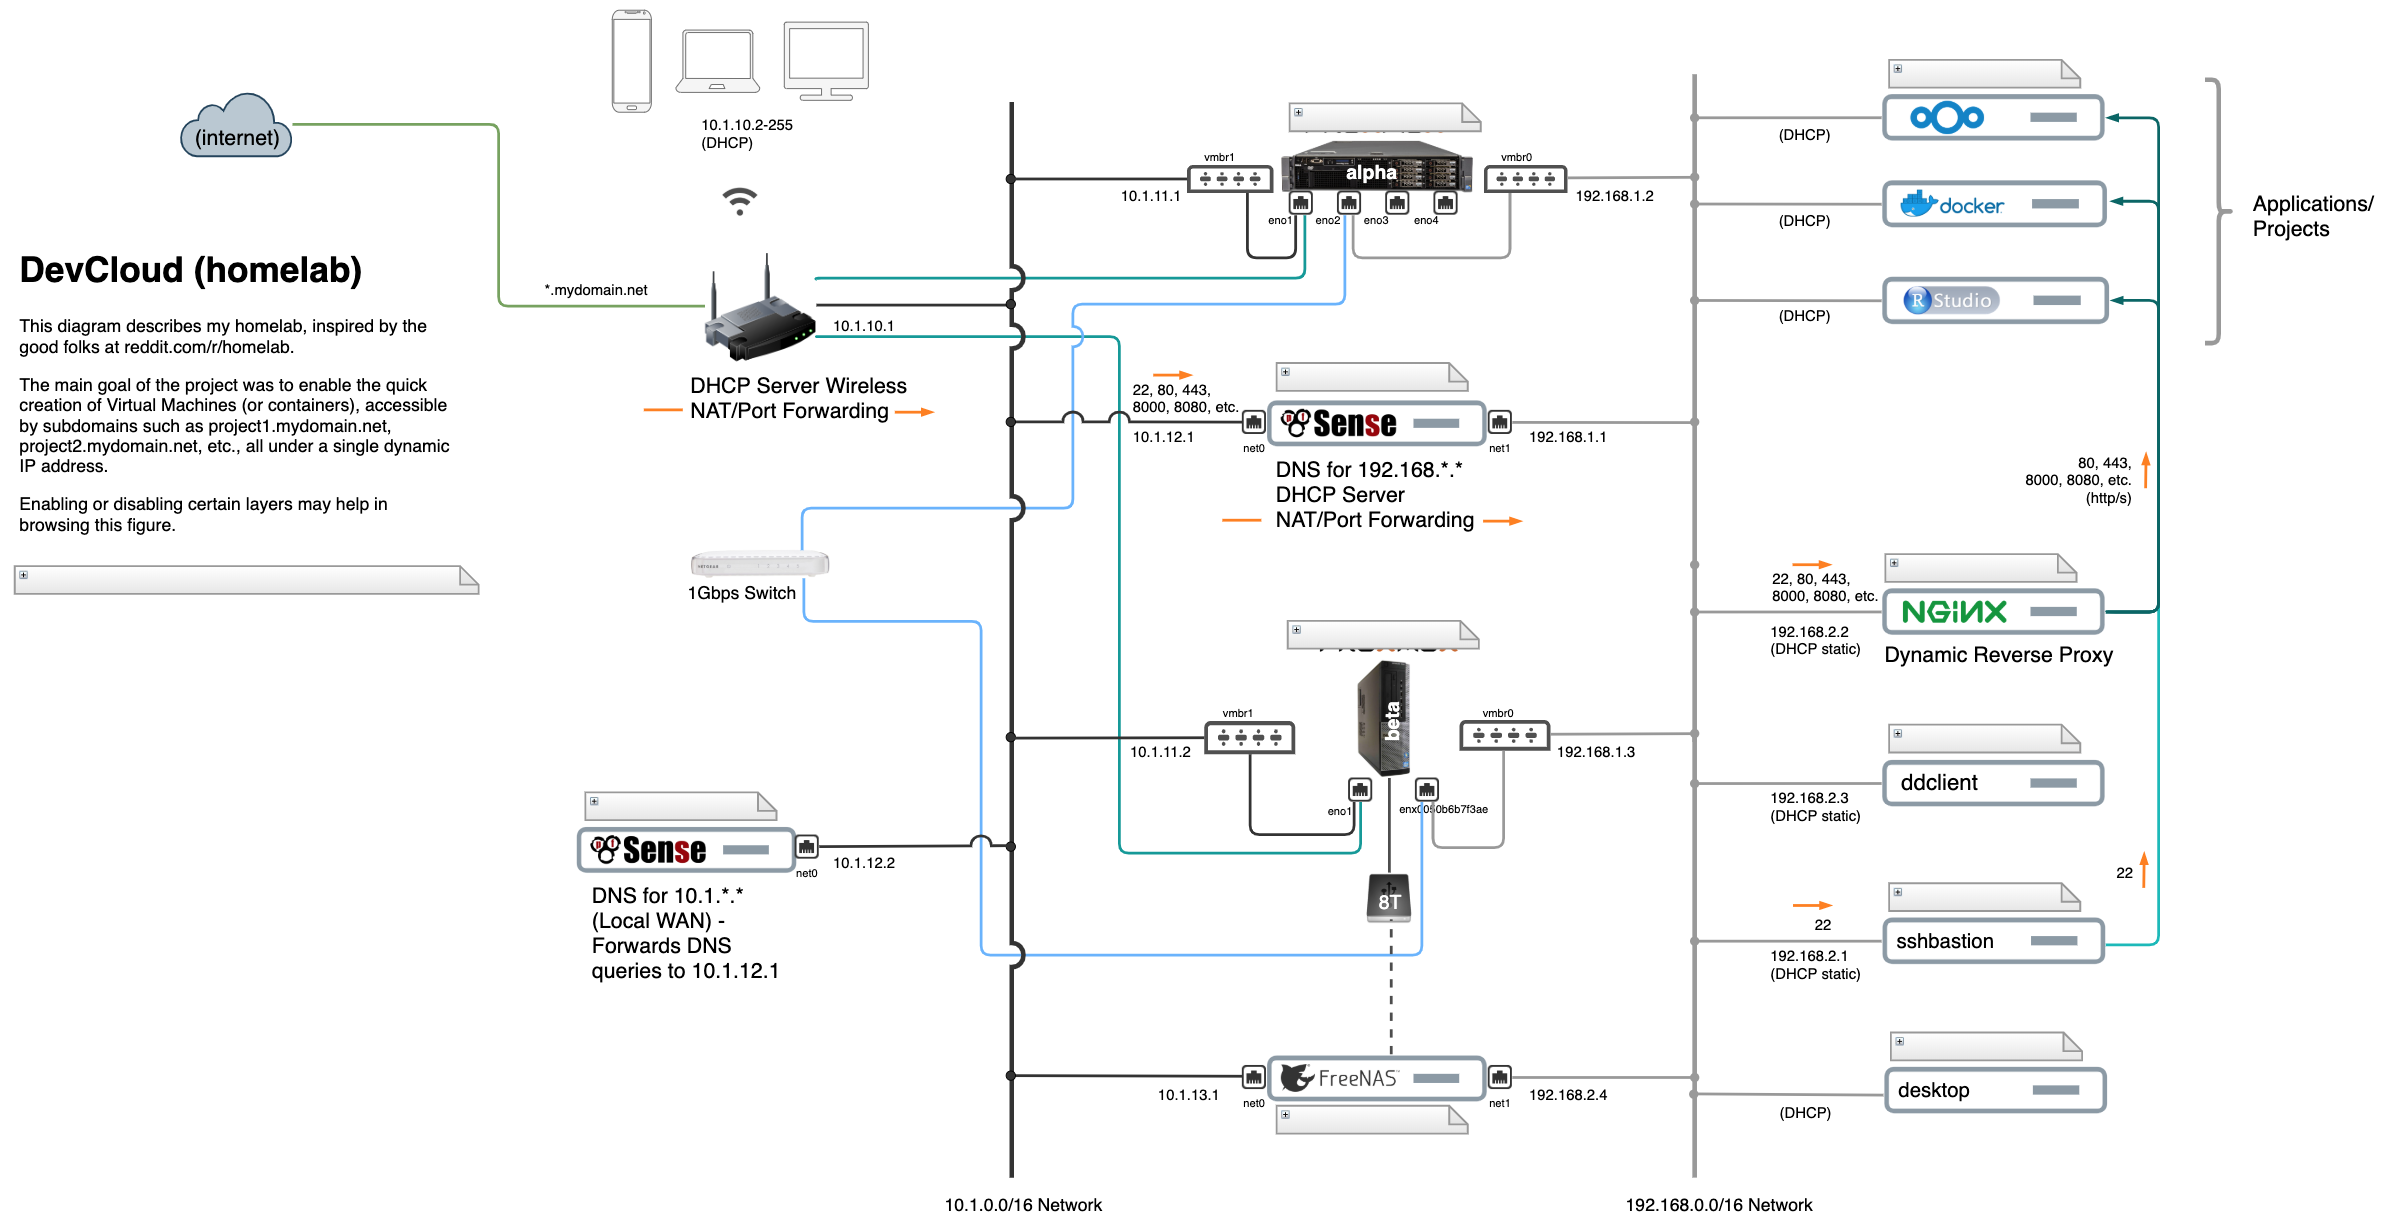 (internet)
10.1.10.2-255
(DHCP)
DevCloud (homelab)
This diagram describes my homelab, inspired by the
good folks at reddit.com/r/homelab.
The main goal of the project was to enable the quick
creation of Virtual Machines (or containers), accessible
by subdomains such as project1.mydomain.net,
project2.mydomain.net, etc., all under a single dynamic
IP address.
Enabling or disabling certain layers may help in
browsing this figure.
*.mydomain.net
10.1.10.1
DHCP Server Wireless
NAT/Port Forwarding
NETGEAR
1Gbps Switch
pf Sense
net0
10.1.12.2
DNS for 10.1.*.*
(Local WAN) -
Forwards DNS
queries to 10.1.12.1
10.1.0.0/16 Network
vmbr1
10.1.11.1
alpha
vmbr0
192.168.1.2
eno1
eno2
eno3
eno4
22, 80, 443,
8000, 8080, etc.
10.1.12.1
net0
pf Sense
net1
192.168.1.1
DNS for 192.168.*.*
DHCP Server
NAT/Port Forwarding
vmbr1
10.1.11.2
beta
vmbr0
192.168.1.3
eno1
enx0050b6b7f3ae
8T
10.1.13.1
net0
FreeNAS
net1
192.168.2.4
192.168.0.0/16 Network
(DHCP)
(DHCP)
docker
(DHCP)
R Studio
Applications/
Projects
80, 443,
8000, 8080, etc.
(http/s)
22, 80, 443,
8000, 8080, etc.
192.168.2.2
(DHCP static)
NGINX
Dynamic Reverse Proxy
192.168.2.3
(DHCP static)
ddclient
22
22
192.168.2.1
(DHCP static)
sshbastion
(DHCP)
desktop